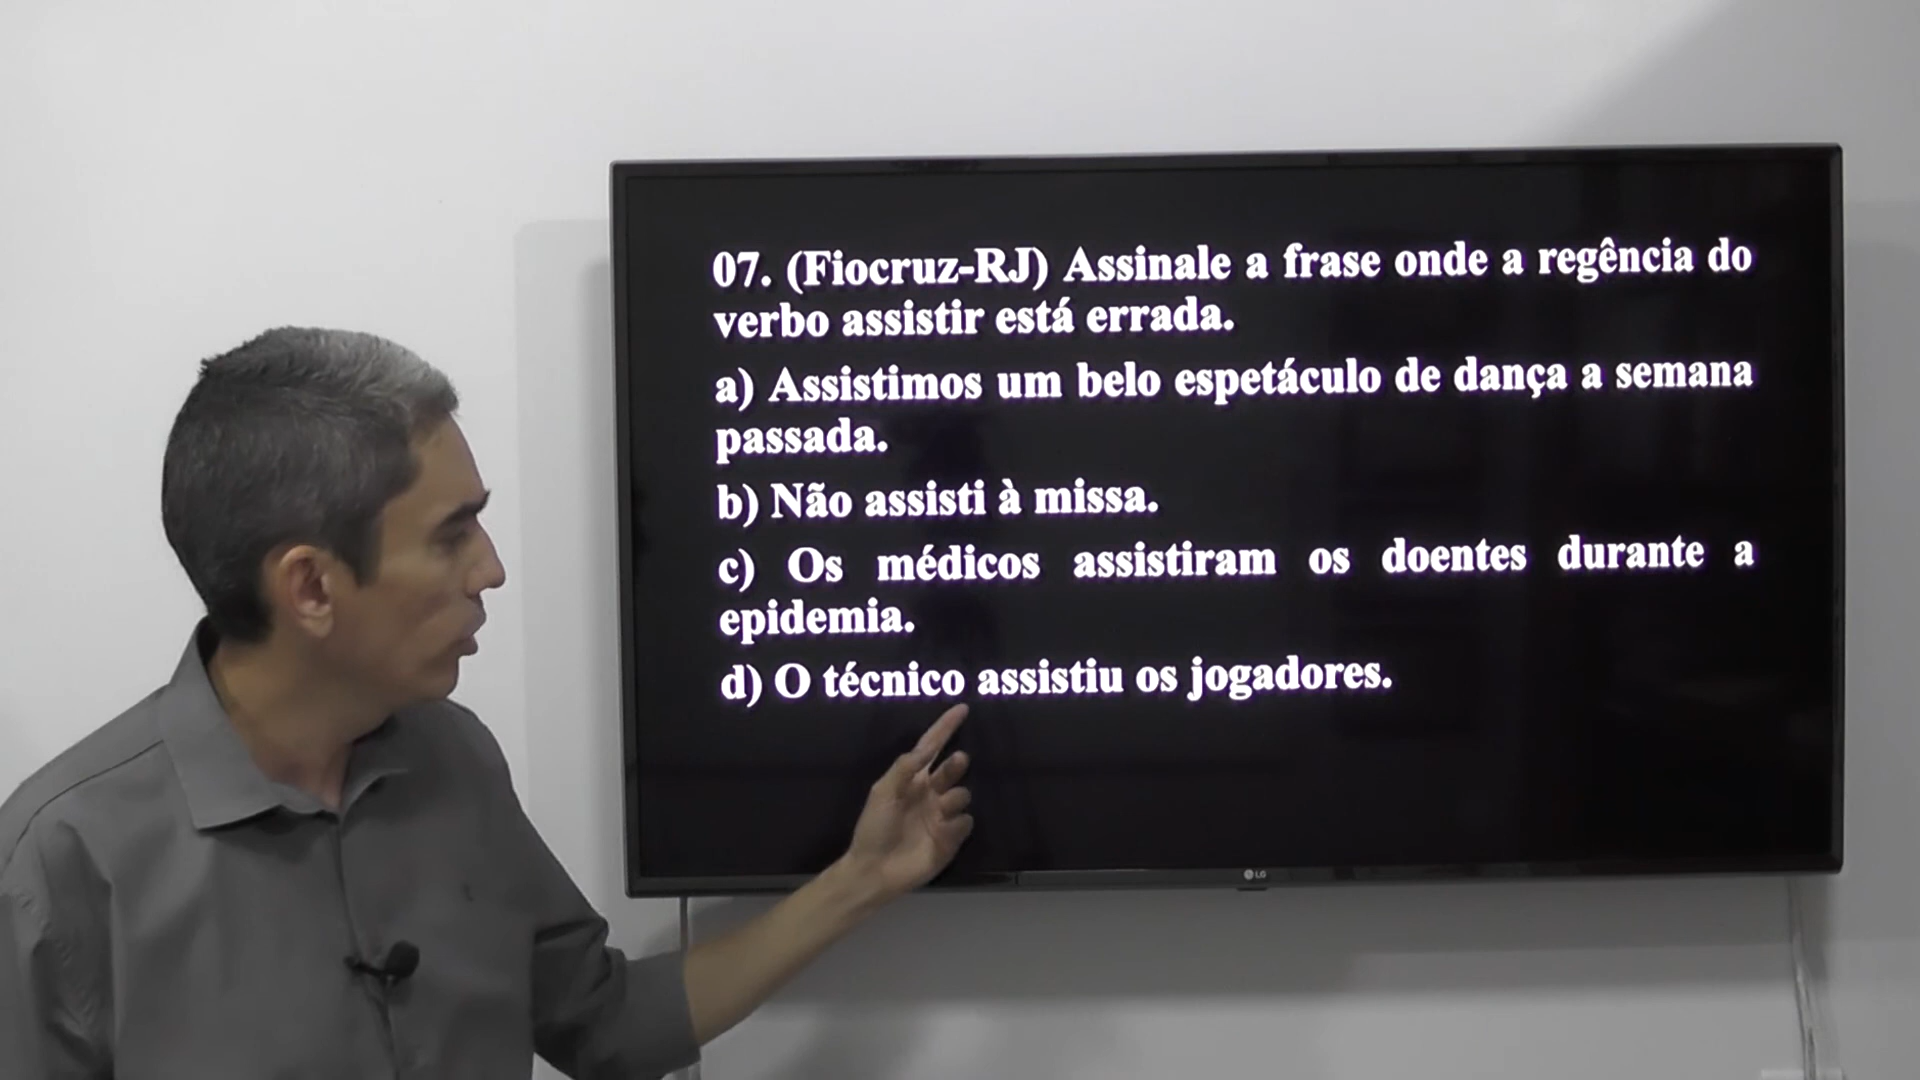 07. (Fiocruz-RJ) Assinale a frase onde a regência do
verbo assistir está errada.
a) Assistimos um belo espetáculo de dança a semana
passada.
b) Não assisti à missa.
c) Os médicos assistiram os doentes durante a
epidemia.
d) O técnico assistiu os jogadores.
LG